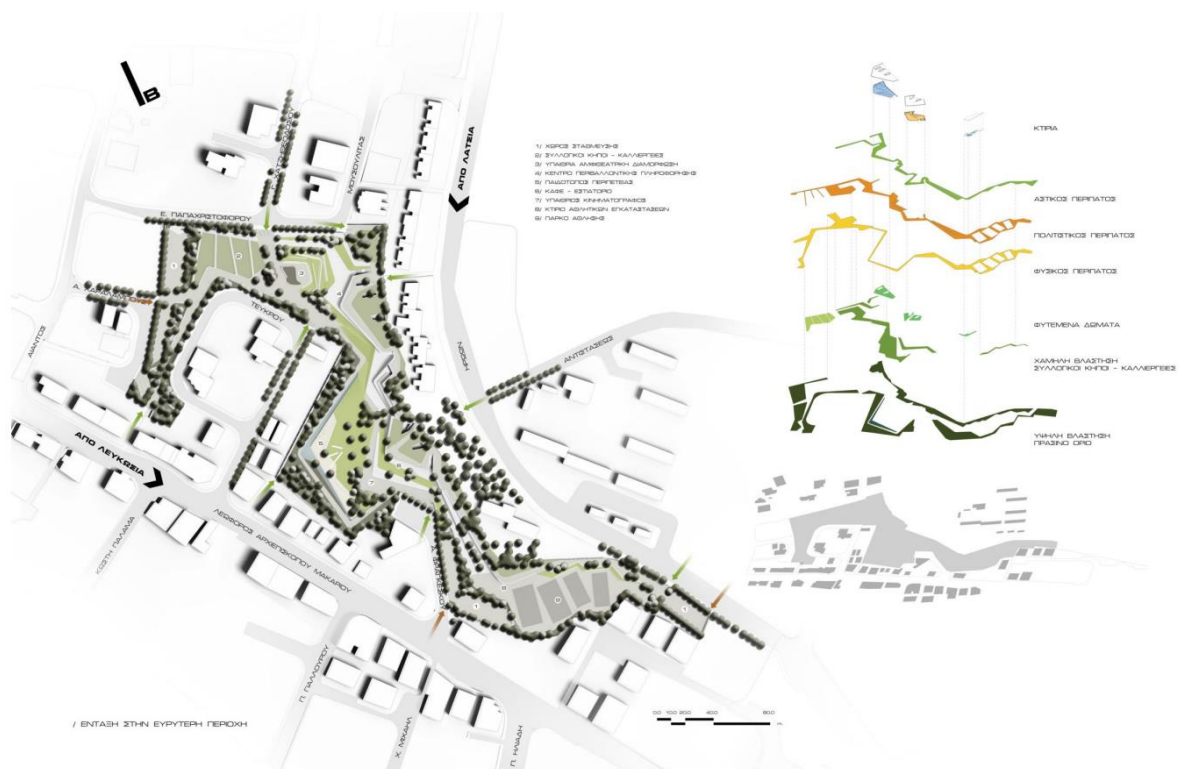 Β
ΑΠΟ ΛΑΤΣΙΑ
1/ ΧΩΡΟΣ ΣΤΑΘΜΕΥΣΗΣ
2/ ΣΥΛΛΟΓΙΚΟΙ ΚΗΠΟΙ - ΚΑΛΛΙΕΡΓΕΙΕΣ
3/ ΥΠΑΙΘΡΙΑ ΑΜΦΙΘΕΑΤΡΙΚΗ ΔΙΑΜΟΡΦΩΣΗ
4/ ΚΕΝΤΡΟ ΠΕΡΙΒΑΛΛΟΝΤΙΚΗΣ ΠΛΗΡΟΦΟΡΗΣΗΣ
5/ ΠΑΙΔΟΤΟΠΟΣ ΠΕΡΙΠΕΤΕΙΑΣ
6/ ΚΑΦΕ - ΕΣΤΙΑΤΟΡΙΟ
7/ ΥΠΑΙΘΡΙΟΣ ΚΙΝΗΜΑΤΟΓΡΑΦΟΣ
8/ ΚΤΙΡΙΟ ΑΘΛΗΤΙΚΩΝ ΕΓΚΑΤΑΣΤΑΣΕΩΝ
9/ ΠΑΡΚΟ ΑΘΛΗΣΗΣ
Ε. ΠΑΠΑΧΡΙΣΤΟΦΟΡΟΥ
ΤΕΥΚΡΟΥ
ΑΙΑΝΤΟΣ
ΑΝΤΙΣΤΑΣΕΩΣ
ΑΠΟ ΛΕΥΚΩΣΙΑ
ΛΕΩΦΟΡΟΣ ΑΡΧΙΕΠΙΣΚΟΠΟΥ ΜΑΚΑΡΙΟΥ
ΚΩΣΤΗ ΠΑΛΑΜΑ
Π. ΠΑΛΛΟΥΡΟΥ
Χ. ΜΙΧΑΗΛ
Π. ΗΛΙΑΔΗ
/ ΕΝΤΑΞΗ ΣΤΗΝ ΕΥΡΥΤΕΡΗ ΠΕΡΙΟΧΗ
ΚΤΙΡΙΑ
ΑΣΤΙΚΟΣ ΠΕΡΙΠΑΤΟΣ
ΠΟΛΙΤΙΣΤΙΚΟΣ ΠΕΡΙΠΑΤΟΣ
ΦΥΣΙΚΟΣ ΠΕΡΙΠΑΤΟΣ
ΦΥΤΕΜΕΝΑ ΔΩΜΑΤΑ
ΧΑΜΗΛΗ ΒΛΑΣΤΗΣΗ
ΣΥΛΛΟΓΙΚΟΙ ΚΗΠΟΙ - ΚΑΛΛΙΕΡΓΕΙΕΣ
ΥΨΗΛΗ ΒΛΑΣΤΗΣΗ
ΠΡΑΣΙΝΟ ΟΡΙΟ